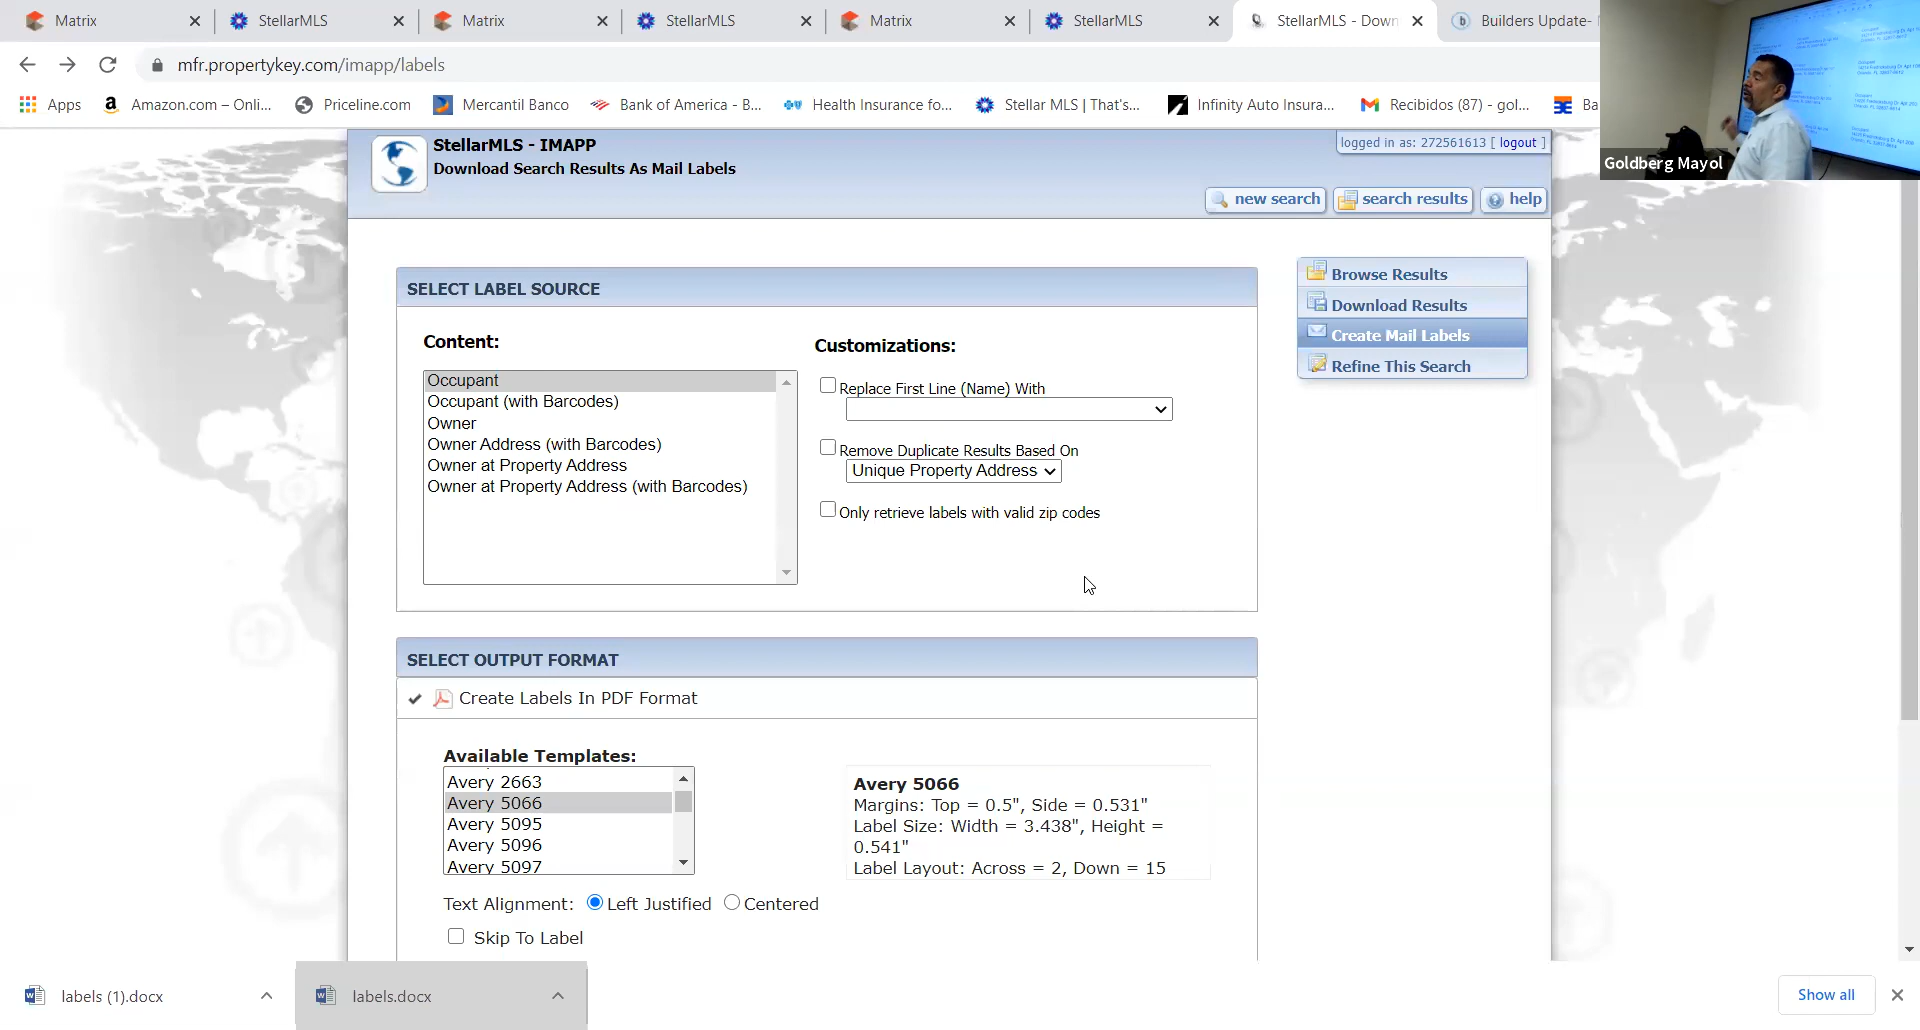 Matrix
StellarMLS
Matrix
StellarMLS
Matrix
StellarMLS
StellarMLS - Down
Builders Update-
mfr.propertykey.com/imapp/labels
Apps
Amazon.com – Onli...
Priceline.com
Mercantil Banco
Bank of America - B...
Health Insurance fo...
Stellar MLS | That's...
Infinity Auto Insura...
Recibidos (87) - gol...
Ba
Goldberg Mayol
StellarMLS - IMAPP
Download Search Results As Mail Labels
logged in as: 272561613 [ logout ]
new search
search results
help
SELECT LABEL SOURCE
Content:
Occupant
Occupant (with Barcodes)
Owner
Owner Address (with Barcodes)
Owner at Property Address
Owner at Property Address (with Barcodes)
Customizations:
Replace First Line (Name) With
Remove Duplicate Results Based On
Unique Property Address
Only retrieve labels with valid zip codes
Browse Results
Download Results
Create Mail Labels
Refine This Search
SELECT OUTPUT FORMAT
Create Labels In PDF Format
Available Templates:
Avery 2663
Avery 5066
Avery 5095
Avery 5096
Avery 5097
Avery 5066
Margins: Top = 0.5", Side = 0.531"
Label Size: Width = 3.438", Height =
0.541"
Label Layout: Across = 2, Down = 15
Text Alignment: Left Justified Centered
Skip To Label
labels (1).docx
labels.docx
Show all